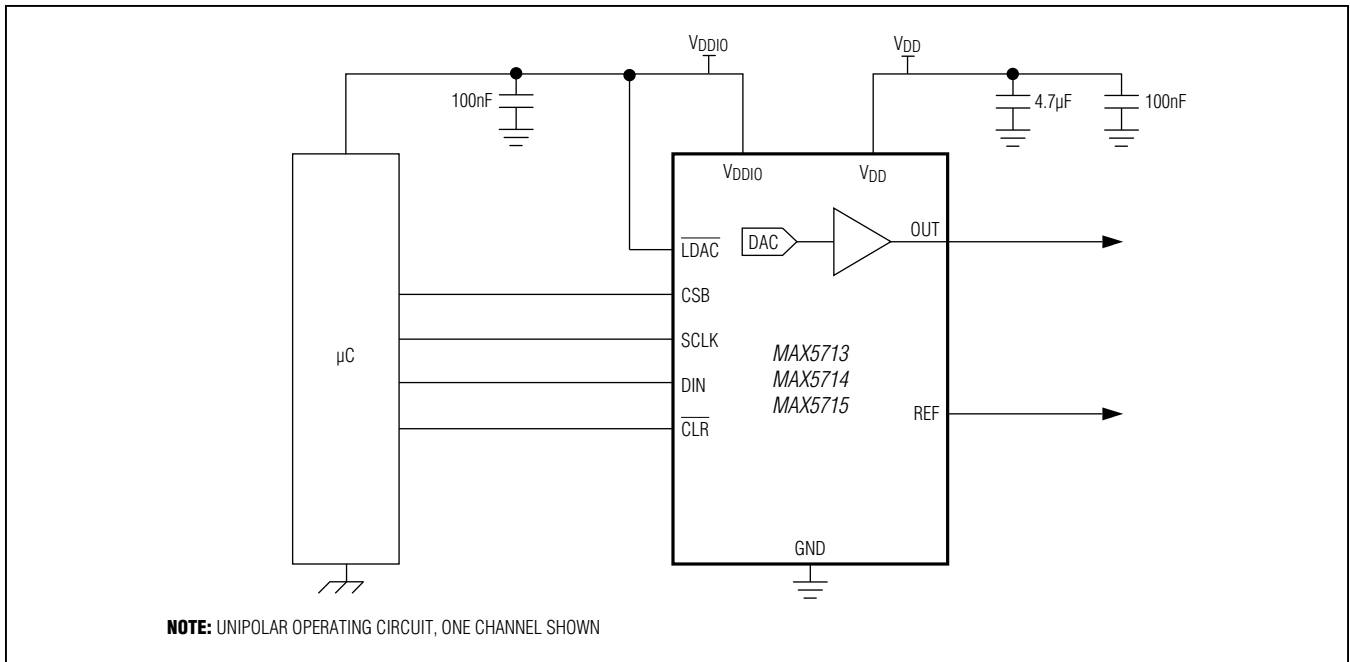 VDDIO
VDD
100nF
4.7µF
100nF
VDDIO
VDD
LDAC
DAC
OUT
CSB
SCLK
µC
MAX5713
DIN
MAX5714
MAX5715
REF
CLR
GND
NOTE: UNIPOLAR OPERATING CIRCUIT, ONE CHANNEL SHOWN